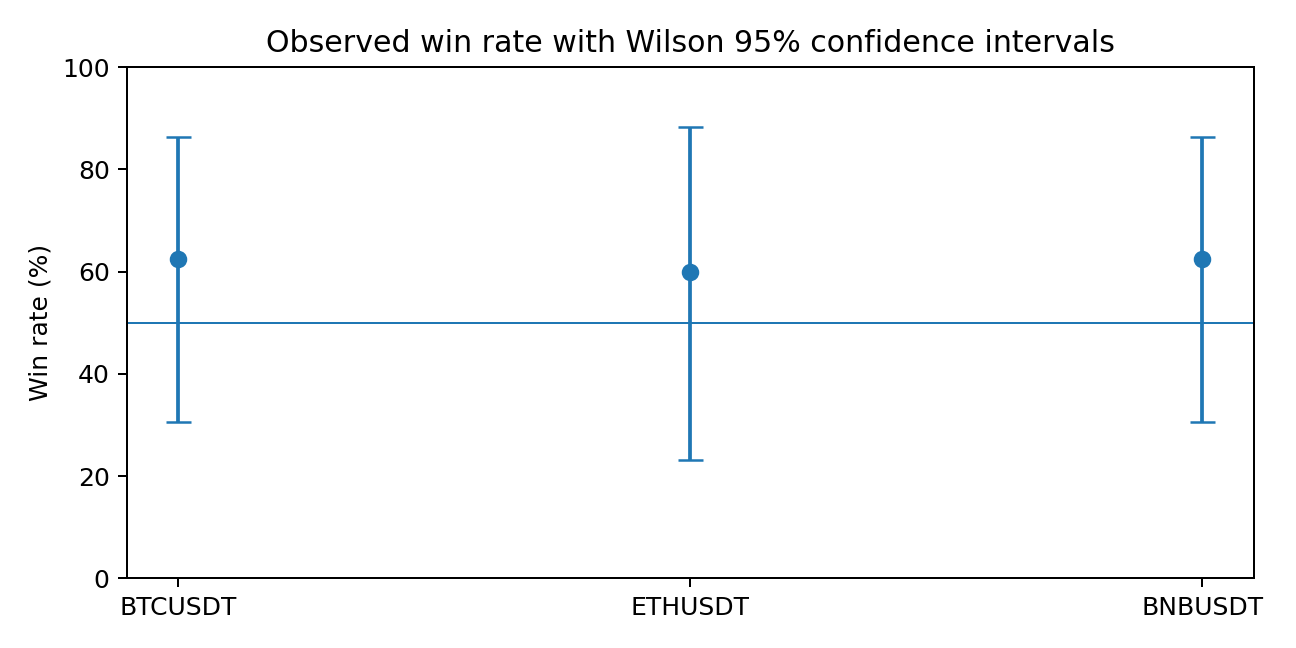 Observed win rate with Wilson 95% confidence intervals
100
80
60
40
20
0
Win rate (%)
BTCUSDT
ETHUSDT
BNBUSDT